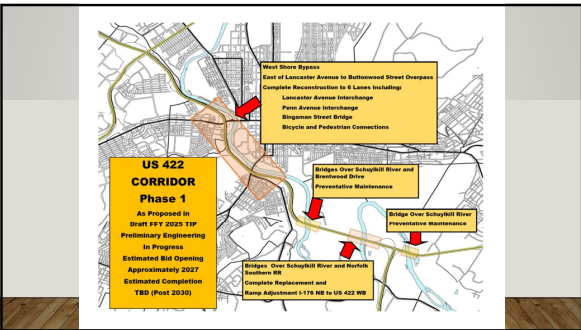 West Shore Bypass
East of Lancaster Avenue to Buttonwood Street Overpass
Complete Reconstruction to 6 Lanes Including:
Lancaster Avenue Interchange
Penn Avenue Interchange
Bingaman Street Bridge
Bicycle and Pedestrian Connections
US 422
CORRIDOR
Phase 1
As Proposed in
Draft FFY 2025 TIP
Preliminary Engineering
In Progress
Estimated Bid Opening
Approximately 2027
Estimated Completion
TBD (Post 2030)
Bridges Over Schuylkill River and
Brentwood Drive
Preventative Maintenance
Bridge Over Schuylkill River
Preventative Maintenance
Bridges Over Schuylkill River and Norfolk
Southern RR
Complete Replacement and
Ramp Adjustment I-176 NB to US 422 WB